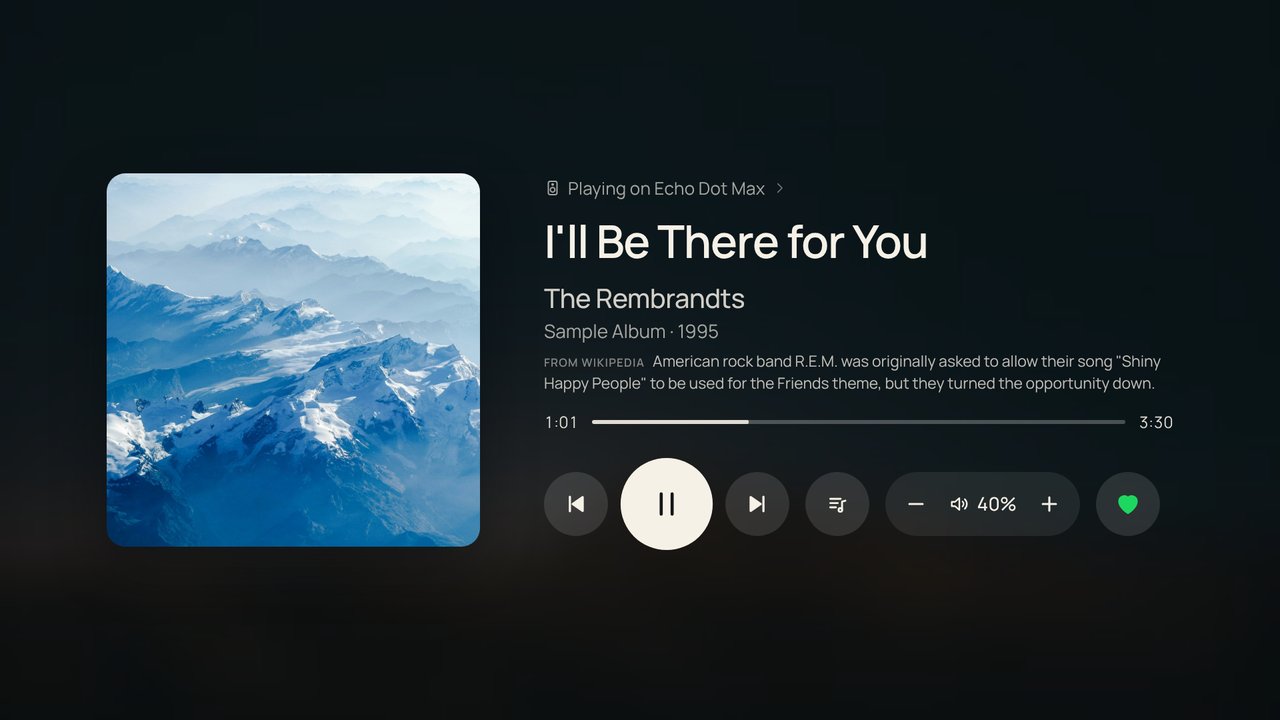 Playing on Echo Dot Max
I'll Be There for You
The Rembrandts
Sample Album · 1995
FROM WIKIPEDIA American rock band R.E.M. was originally asked to allow their song "Shiny
Happy People" to be used for the Friends theme, but they turned the opportunity down.
1:01 3:30
40%